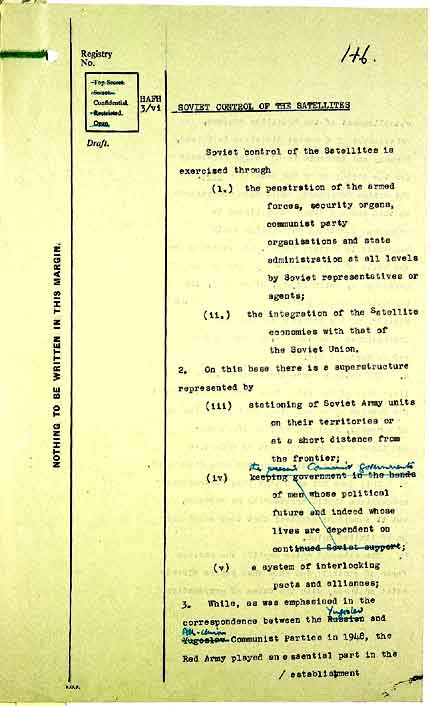 146.
Registry
No.
Top Secret.
Secret.
Confidential.
Restricted.
Open.
HAFH
3/vi
Draft.
NOTHING TO BE WRITTEN IN THIS MARGIN.
SOVIET CONTROL OF THE SATELLITES
Soviet control of the Satellites is
exercised through
(i.) the penetration of the armed
forces, security organs,
communist party
organisations and state
administration at all levels
by Soviet representatives or
agents;
(ii.) the integration of the Satellite
economies with that of
the Soviet Union.
2. On this base there is a superstructure
represented by
(iii) stationing of Soviet Army units
on their territories or
at a short distance from
the frontier;
the present Communist governments
(iv) keeping government in the hands
of men whose political
future and indeed whose
lives are dependent on
continued Soviet support;
(v) a system of interlocking
pacts and alliances;
3. While, as was emphasised in the
Yugoslav
correspondence between the Russian and
All-Union
Yugoslav Communist Parties in 1948, the
Red Army played an essential part in the
/ establishment